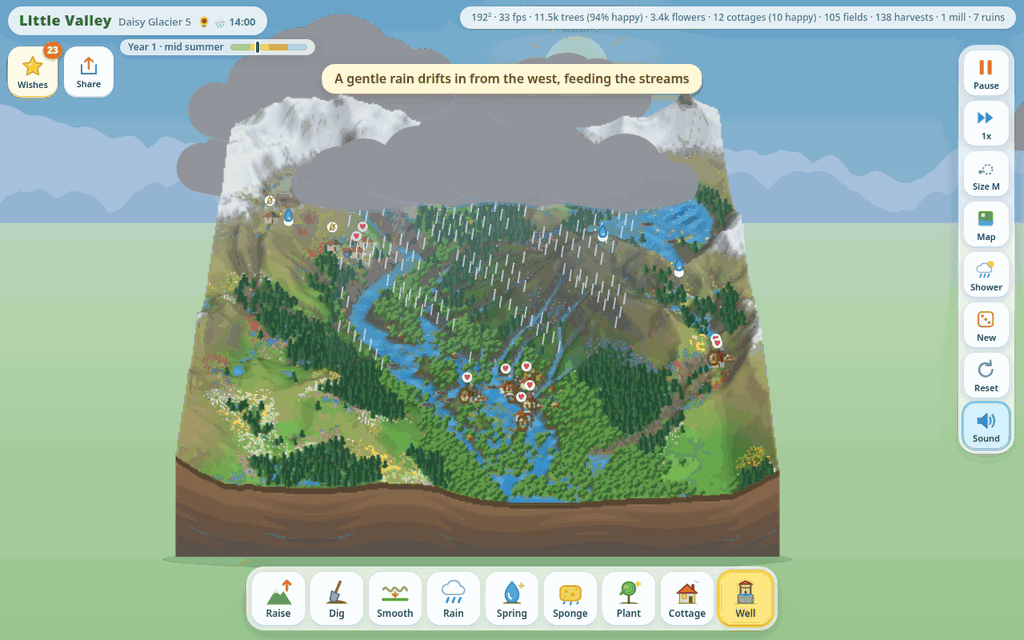 Little Valley Daisy Glacier 5 14:00
192² · 33 fps · 11.5k trees (94% happy) · 3.4k flowers · 12 cottages (10 happy) · 105 fields · 138 harvests · 1 mill · 7 ruins
Year 1 · mid summer
23
Wishes
Share
A gentle rain drifts in from the west, feeding the streams
Pause
1x
Size M
Map
Shower
New
Reset
Sound
Raise
Dig
Smooth
Rain
Spring
Sponge
Plant
Cottage
Well